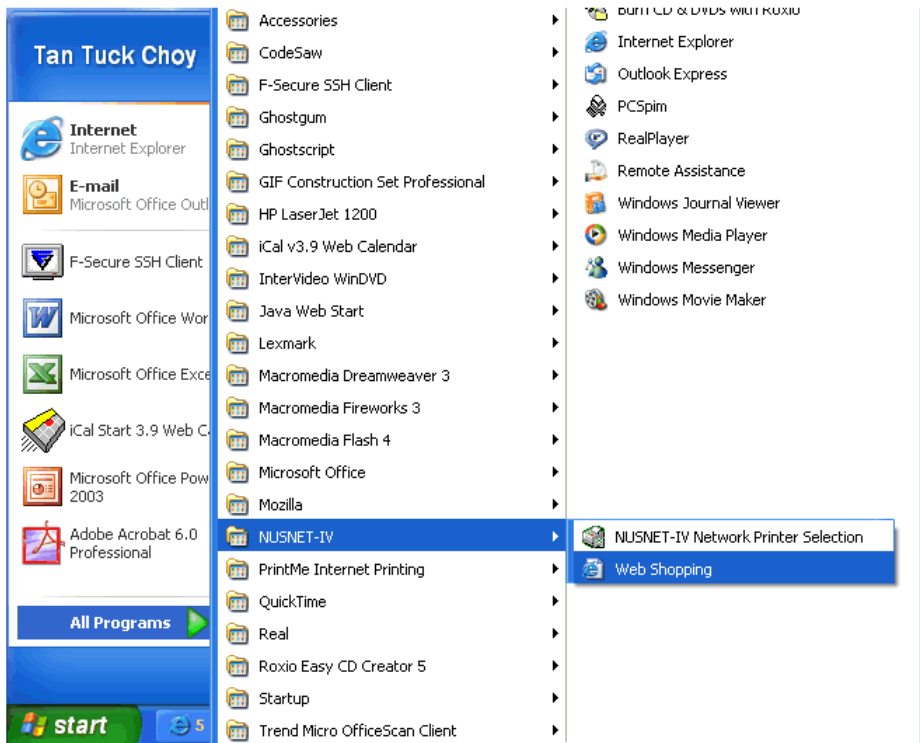 Tan Tuck Choy
Internet
Internet Explorer
E-mail
Microsoft Office Outl
F-Secure SSH Client
Microsoft Office Wor
Microsoft Office Exce
iCal Start 3.9 Web C
Microsoft Office Pow
2003
Adobe Acrobat 6.0
Professional
All Programs
start
5
Accessories
CodeSaw
F-Secure SSH Client
Ghostgum
Ghostscript
GIF Construction Set Professional
HP LaserJet 1200
iCal v3.9 Web Calendar
InterVideo WinDVD
Java Web Start
Lexmark
Macromedia Dreamweaver 3
Macromedia Fireworks 3
Macromedia Flash 4
Microsoft Office
Mozilla
NUSNET-IV
PrintMe Internet Printing
QuickTime
Real
Roxio Easy CD Creator 5
Startup
Trend Micro OfficeScan Client
Burn CD & DVDs with Roxio
Internet Explorer
Outlook Express
PCSpim
RealPlayer
Remote Assistance
Windows Journal Viewer
Windows Media Player
Windows Messenger
Windows Movie Maker
NUSNET-IV Network Printer Selection
Web Shopping